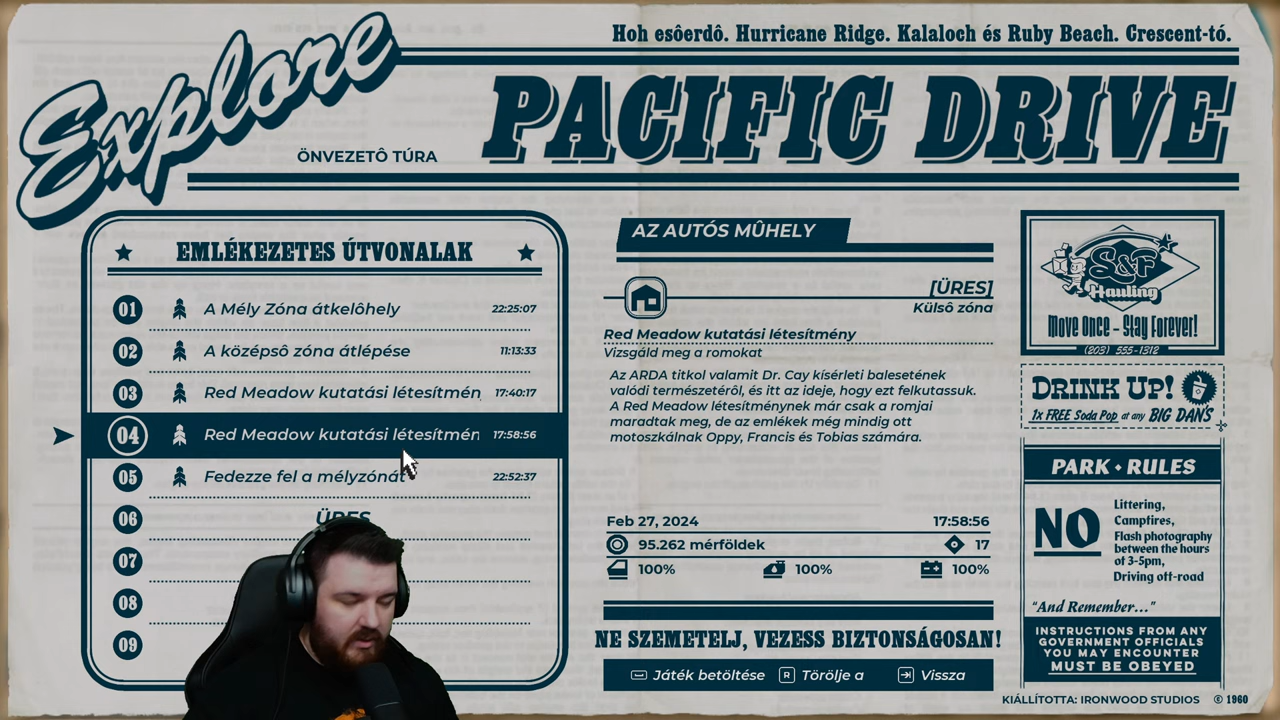 Explore
Hoh esôerdô. Hurricane Ridge. Kalaloch és Ruby Beach. Crescent-tó.
PACIFIC DRIVE
ÖNVEZETÔ TÚRA
EMLÉKEZETES ÚTVONALAK
01 A Mély Zóna átkelôhely 22:25:07
02 A középsô zóna átlépése 11:13:33
03 Red Meadow kutatási létesítmén 17:40:17
04 Red Meadow kutatási létesítmén 17:58:56
05 Fedezze fel a mélyzónát 22:52:37
06 ÜRES
07
08
09
AZ AUTÓS MÛHELY
[ÜRES]
Külsô zóna
Red Meadow kutatási létesítmény
Vizsgáld meg a romokat
Az ARDA titkol valamit Dr. Cay kísérleti balesetének
valódi természetérôl, és itt az ideje, hogy ezt felkutassuk.
A Red Meadow létesítménynek már csak a romjai
maradtak meg, de az emlékek még mindig ott
motoszkálnak Oppy, Francis és Tobias számára.
Feb 27, 2024 17:58:56
95.262 mérföldek 17
100% 100% 100%
NE SZEMETELJ, VEZESS BIZTONSÁGOSAN!
Játék betöltése R Törölje a Vissza
S&F
Hauling
Move Once - Stay Forever!
(203) 555-1312
DRINK UP!
1x FREE Soda Pop at any BIG DAN'S
PARK • RULES
NO
Littering,
Campfires,
Flash photography
between the hours
of 3-5pm,
Driving off-road
"And Remember..."
INSTRUCTIONS FROM ANY
GOVERNMENT OFFICIALS
YOU MAY ENCOUNTER
MUST BE OBEYED
KIÁLLÍTOTTA: IRONWOOD STUDIOS © 1960